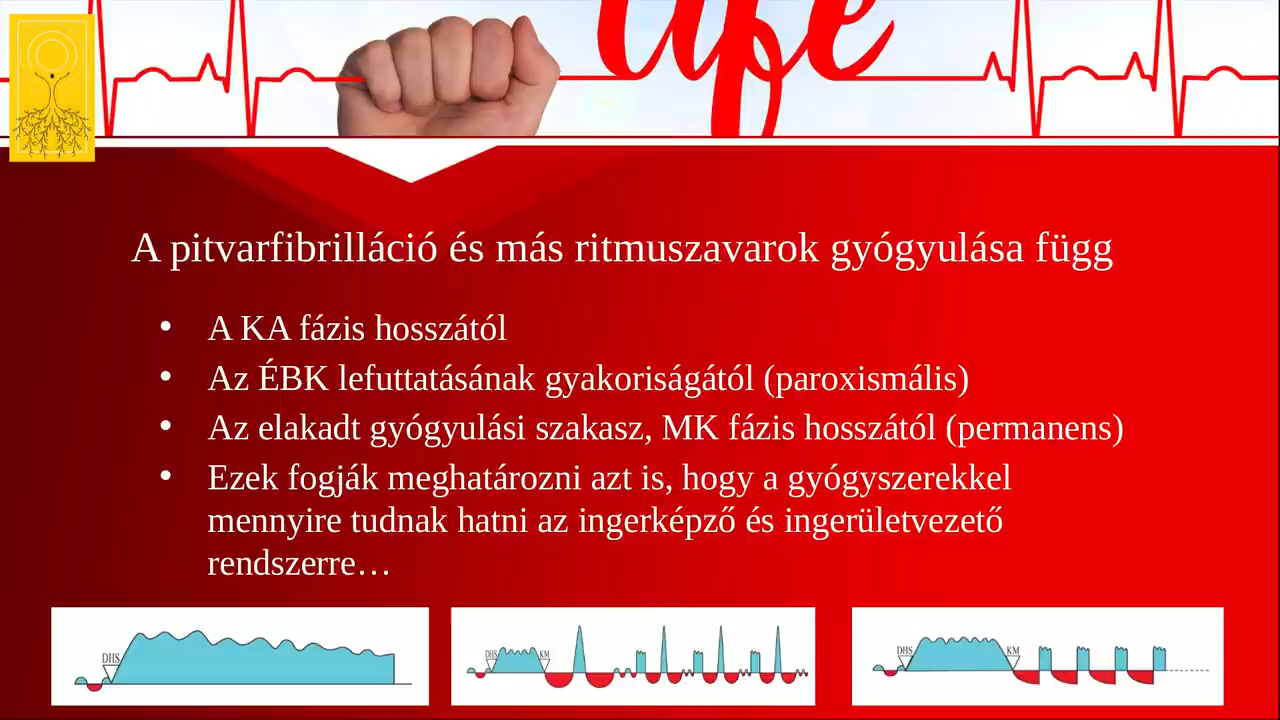 life
A pitvarfibrilláció és más ritmuszavarok gyógyulása függ
• A KA fázis hosszától
• Az ÉBK lefuttatásának gyakoriságától (paroxismális)
• Az elakadt gyógyulási szakasz, MK fázis hosszától (permanens)
• Ezek fogják meghatározni azt is, hogy a gyógyszerekkel
mennyire tudnak hatni az ingerképző és ingerületvezető
rendszerre…
DHS
DHS KM
DHS KM